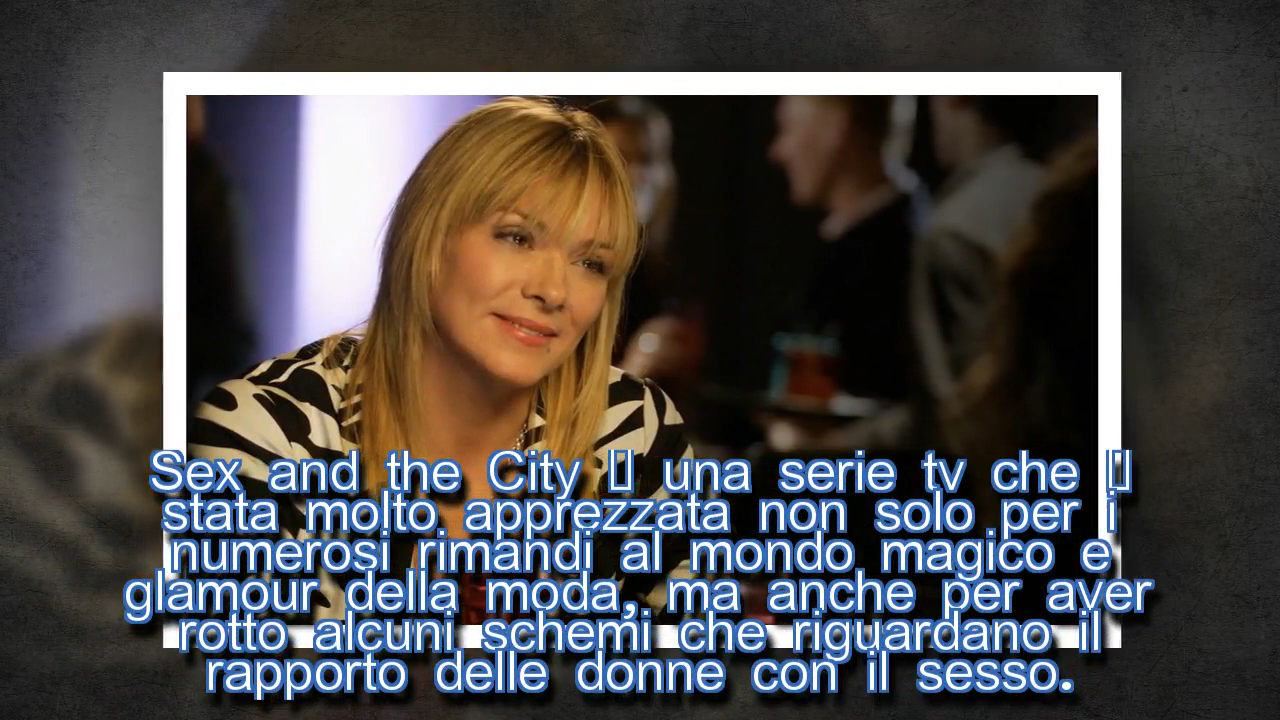 Sex and the City ▯ una serie tv che ▯
stata molto apprezzata non solo per i
numerosi rimandi al mondo magico e
glamour della moda, ma anche per aver
rotto alcuni schemi che riguardano il
rapporto delle donne con il sesso.